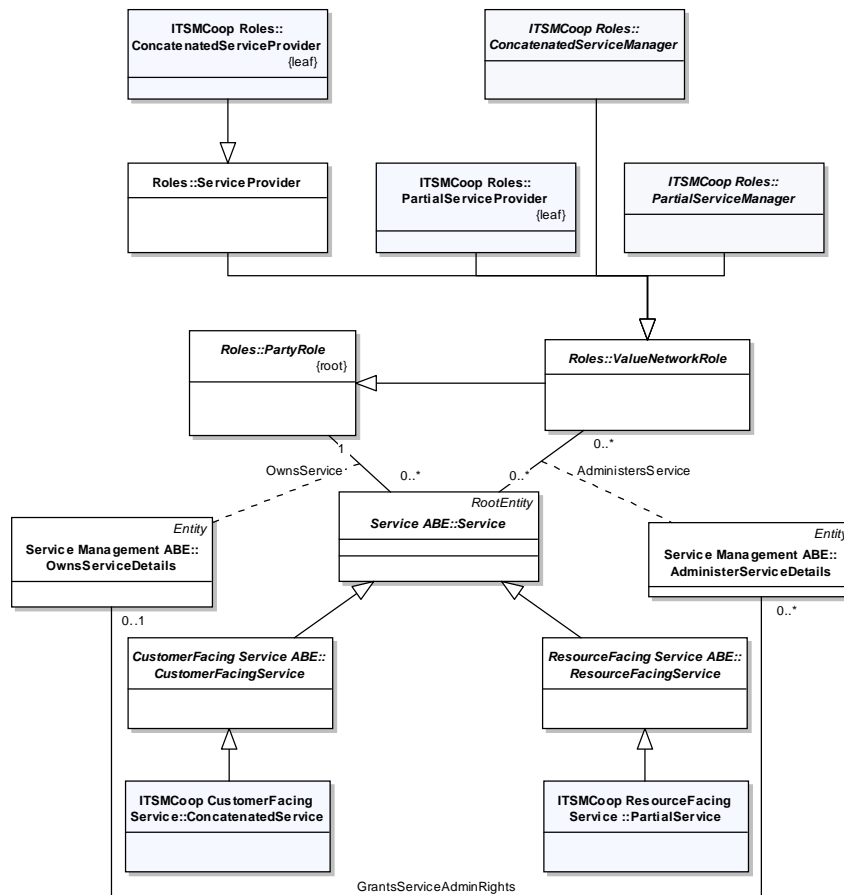 ITSMCoop Roles::
ConcatenatedServiceProvider
{leaf}
ITSMCoop Roles::
ConcatenatedServiceManager
Roles::ServiceProvider
ITSMCoop Roles::
PartialServiceProvider
{leaf}
ITSMCoop Roles::
PartialServiceManager
Roles::PartyRole
{root}
Roles::ValueNetworkRole
1
0..*
OwnsService
0..*
0..*
AdministersService
RootEntity
Service ABE::Service
Entity
Service Management ABE::
OwnsServiceDetails
Entity
Service Management ABE::
AdministerServiceDetails
0..1
0..*
CustomerFacing Service ABE::
CustomerFacingService
ResourceFacing Service ABE::
ResourceFacingService
ITSMCoop CustomerFacing
Service::ConcatenatedService
ITSMCoop ResourceFacing
Service ::PartialService
GrantsServiceAdminRights